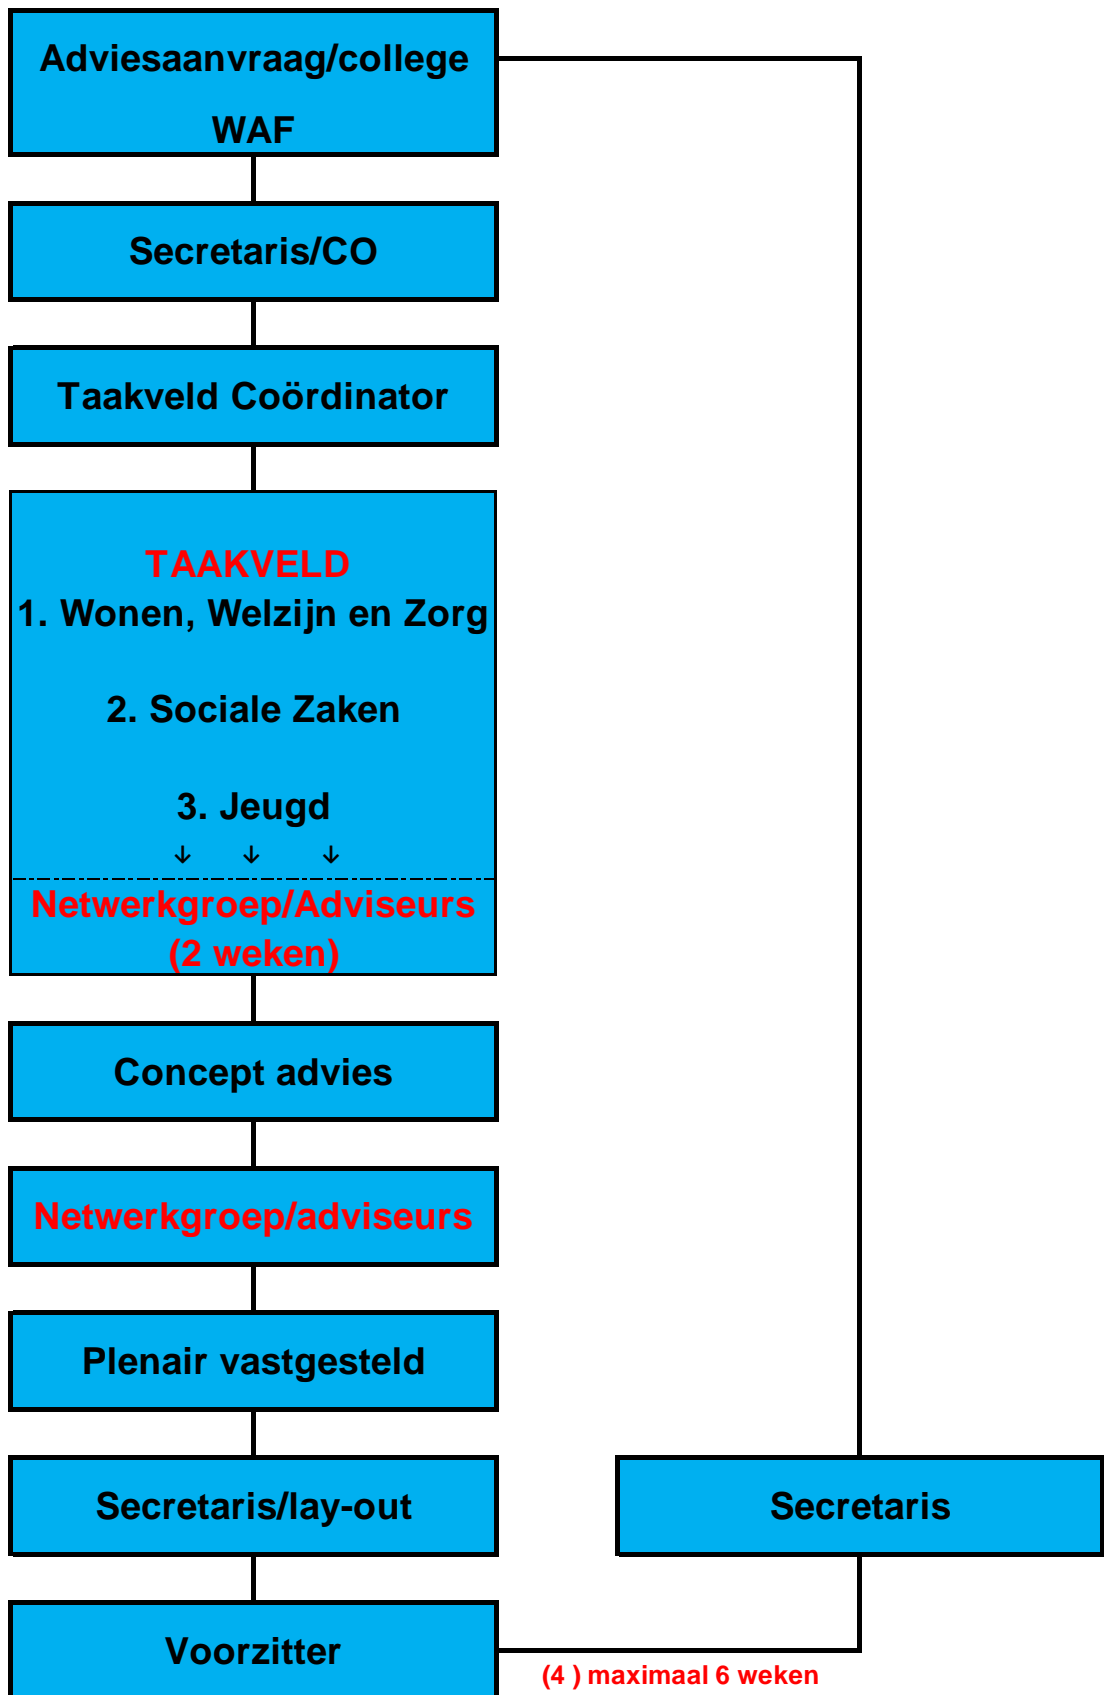 Adviesaanvraag/college
WAF
Secretaris/CO
Taakveld Coördinator
TAAKVELD
1. Wonen, Welzijn en Zorg
2. Sociale Zaken
3. Jeugd
↓ ↓ ↓
Netwerkgroep/Adviseurs
(2 weken)
Concept advies
Netwerkgroep/adviseurs
Plenair vastgesteld
Secretaris/lay-out
Secretaris
Voorzitter
(4 ) maximaal 6 weken